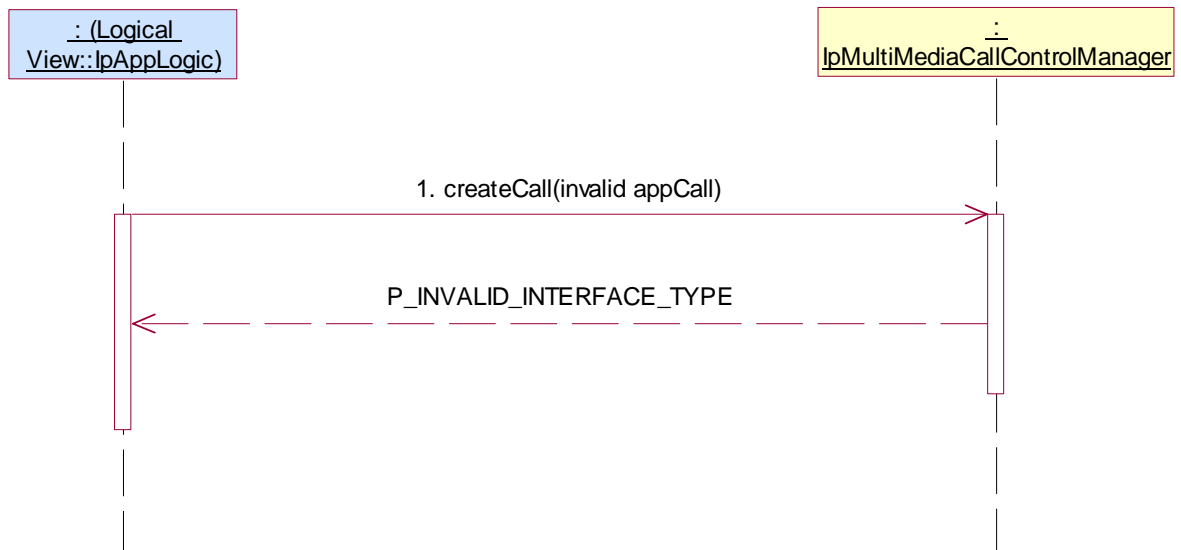 : (Logical
View::IpAppLogic)
:
IpMultiMediaCallControlManager
1. createCall(invalid appCall)
P_INVALID_INTERFACE_TYPE